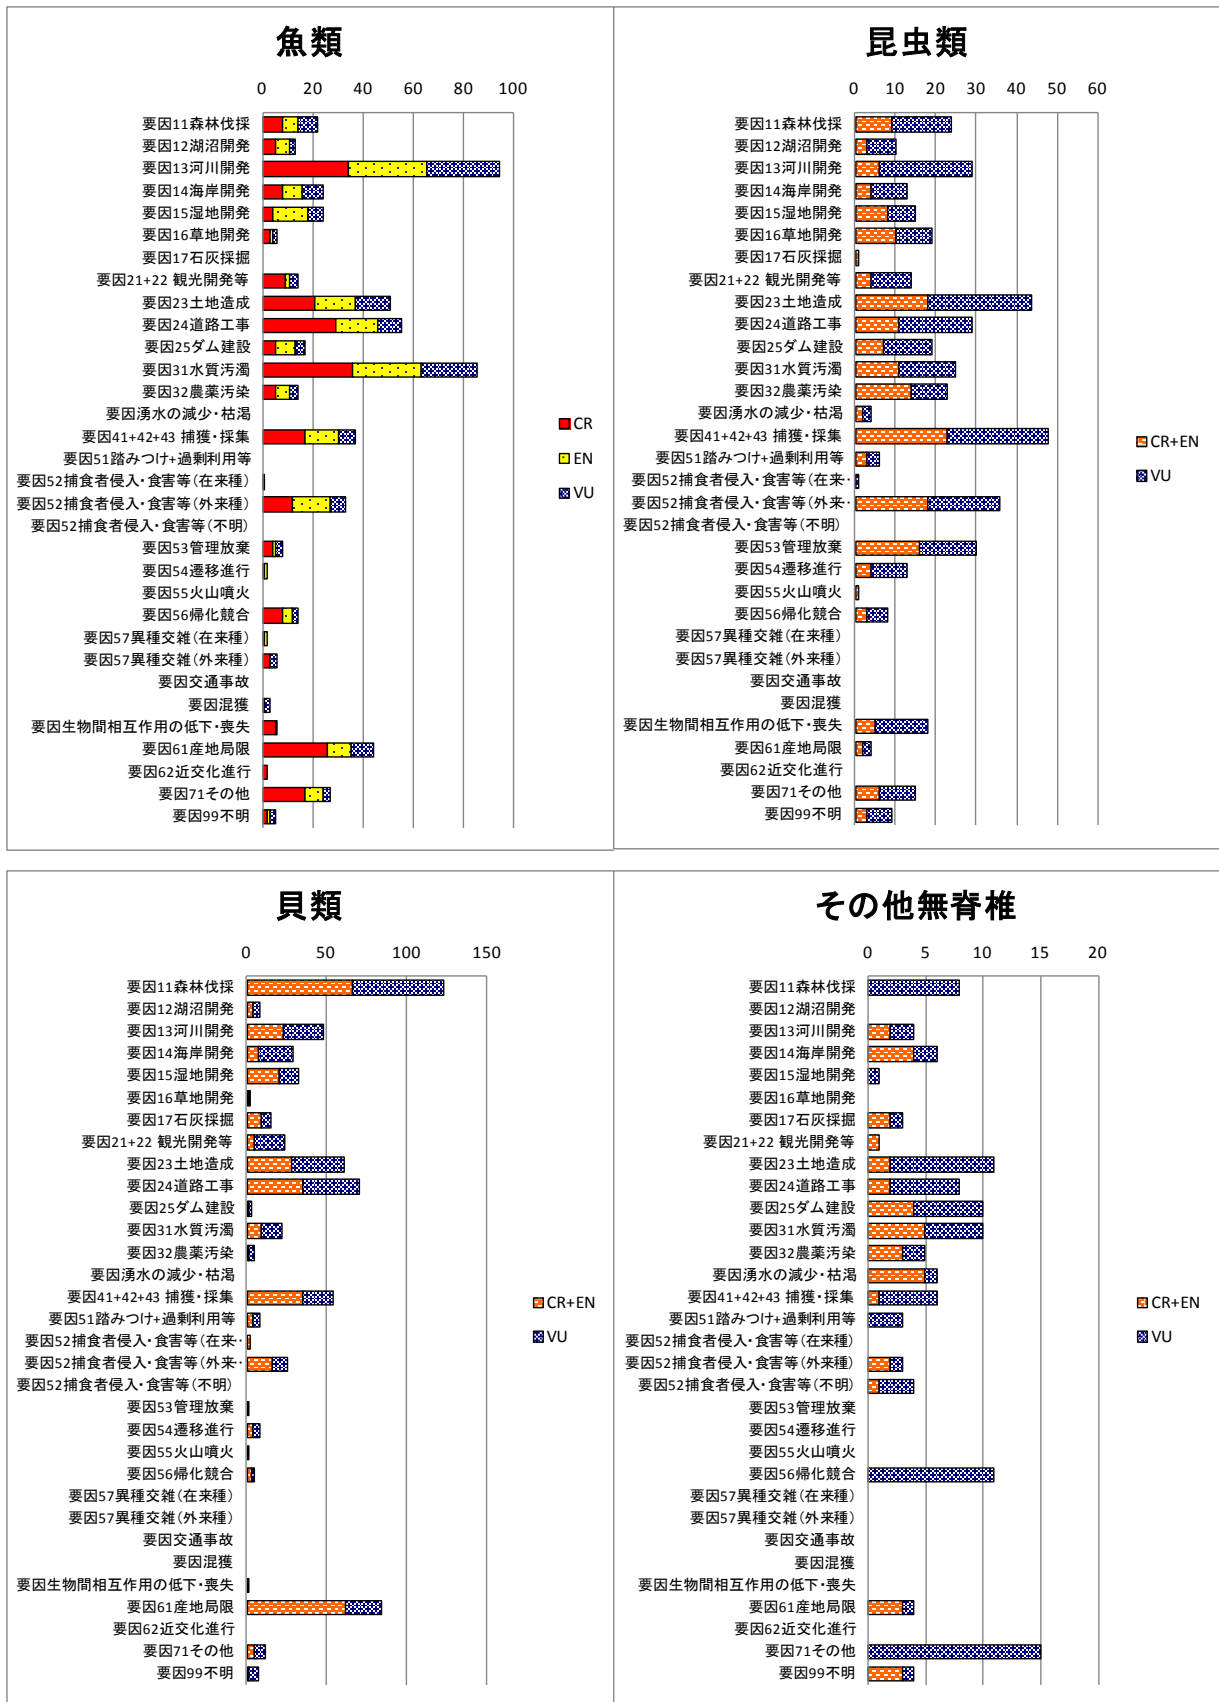 魚類
0 20 40 60 80 100
要因11森林伐採
要因12湖沼開発
要因13河川開発
要因14海岸開発
要因15湿地開発
要因16草地開発
要因17石灰採掘
要因21+22 観光開発等
要因23土地造成
要因24道路工事
要因25ダム建設
要因31水質汚濁
要因32農薬汚染
要因湧水の減少・枯渇
要因41+42+43 捕獲・採集
要因51踏みつけ+過剰利用等
要因52捕食者侵入・食害等(在来種)
要因52捕食者侵入・食害等(外来種)
要因52捕食者侵入・食害等(不明)
要因53管理放棄
要因54遷移進行
要因55火山噴火
要因56帰化競合
要因57異種交雑(在来種)
要因57異種交雑(外来種)
要因交通事故
要因混獲
要因生物間相互作用の低下・喪失
要因61産地局限
要因62近交化進行
要因71その他
要因99不明
CR
EN
VU
昆虫類
0 10 20 30 40 50 60
要因11森林伐採
要因12湖沼開発
要因13河川開発
要因14海岸開発
要因15湿地開発
要因16草地開発
要因17石灰採掘
要因21+22 観光開発等
要因23土地造成
要因24道路工事
要因25ダム建設
要因31水質汚濁
要因32農薬汚染
要因湧水の減少・枯渇
要因41+42+43 捕獲・採集
要因51踏みつけ+過剰利用等
要因52捕食者侵入・食害等(在来…
要因52捕食者侵入・食害等(外来…
要因52捕食者侵入・食害等(不明)
要因53管理放棄
要因54遷移進行
要因55火山噴火
要因56帰化競合
要因57異種交雑(在来種)
要因57異種交雑(外来種)
要因交通事故
要因混獲
要因生物間相互作用の低下・喪失
要因61産地局限
要因62近交化進行
要因71その他
要因99不明
CR+EN
VU
貝類
0 50 100 150
要因11森林伐採
要因12湖沼開発
要因13河川開発
要因14海岸開発
要因15湿地開発
要因16草地開発
要因17石灰採掘
要因21+22 観光開発等
要因23土地造成
要因24道路工事
要因25ダム建設
要因31水質汚濁
要因32農薬汚染
要因湧水の減少・枯渇
要因41+42+43 捕獲・採集
要因51踏みつけ+過剰利用等
要因52捕食者侵入・食害等(在来…
要因52捕食者侵入・食害等(外来…
要因52捕食者侵入・食害等(不明)
要因53管理放棄
要因54遷移進行
要因55火山噴火
要因56帰化競合
要因57異種交雑(在来種)
要因57異種交雑(外来種)
要因交通事故
要因混獲
要因生物間相互作用の低下・喪失
要因61産地局限
要因62近交化進行
要因71その他
要因99不明
CR+EN
VU
その他無脊椎
0 5 10 15 20
要因11森林伐採
要因12湖沼開発
要因13河川開発
要因14海岸開発
要因15湿地開発
要因16草地開発
要因17石灰採掘
要因21+22 観光開発等
要因23土地造成
要因24道路工事
要因25ダム建設
要因31水質汚濁
要因32農薬汚染
要因湧水の減少・枯渇
要因41+42+43 捕獲・採集
要因51踏みつけ+過剰利用等
要因52捕食者侵入・食害等(在来種)
要因52捕食者侵入・食害等(外来種)
要因52捕食者侵入・食害等(不明)
要因53管理放棄
要因54遷移進行
要因55火山噴火
要因56帰化競合
要因57異種交雑(在来種)
要因57異種交雑(外来種)
要因交通事故
要因混獲
要因生物間相互作用の低下・喪失
要因61産地局限
要因62近交化進行
要因71その他
要因99不明
CR+EN
VU